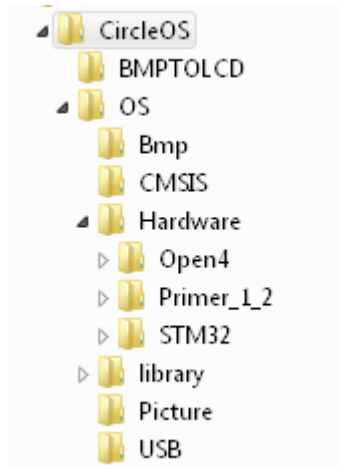 CircleOS
BMPTOLCD
OS
Bmp
CMSIS
Hardware
Open4
Primer_1_2
STM32
library
Picture
USB